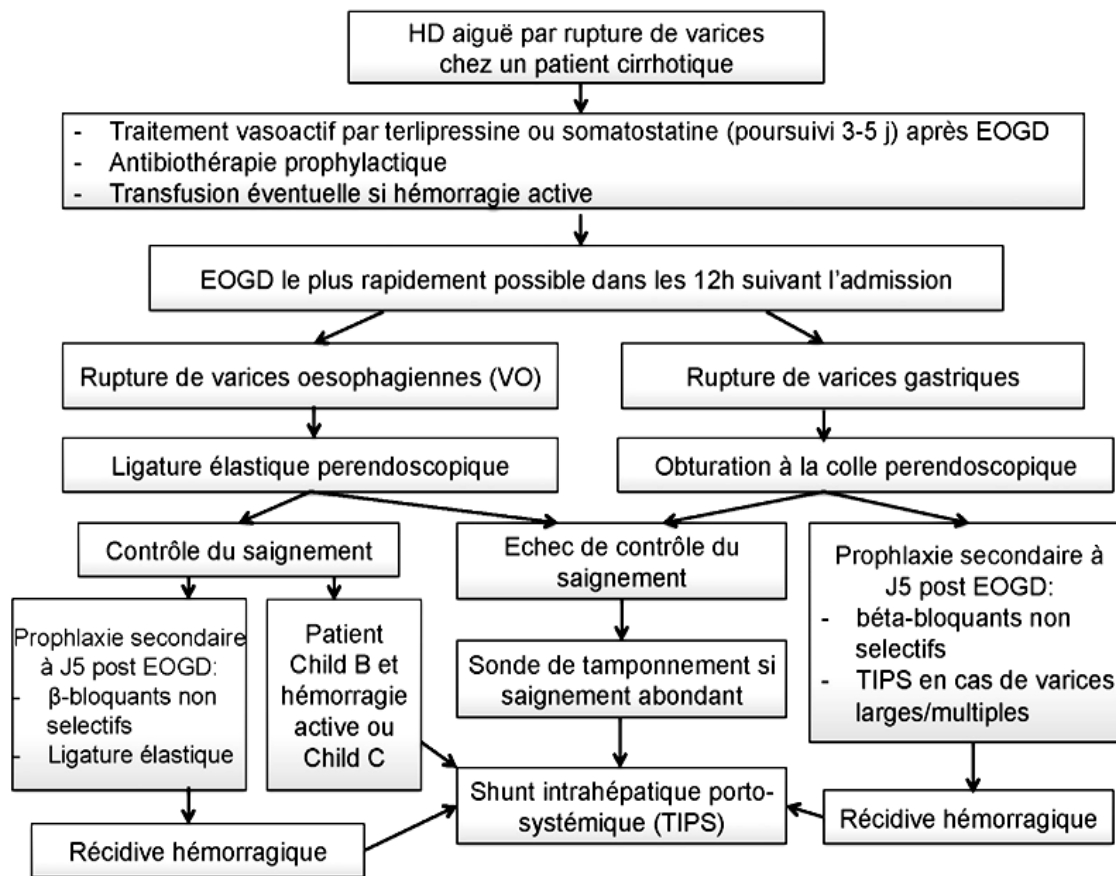 HD aiguë par rupture de varices
chez un patient cirrhotique
- Traitement vasoactif par terlipressine ou somatostatine (poursuivi 3-5 j) après EOGD
- Antibiothérapie prophylactique
- Transfusion éventuelle si hémorragie active
EOGD le plus rapidement possible dans les 12h suivant l'admission
Rupture de varices oesophagiennes (VO)
Rupture de varices gastriques
Ligature élastique perendoscopique
Obturation à la colle perendoscopique
Contrôle du saignement
Echec de contrôle du
saignement
Prophlaxie secondaire à
J5 post EOGD:
- béta-bloquants non
selectifs
- TIPS en cas de varices
larges/multiples
Prophlaxie secondaire
à J5 post EOGD:
- β-bloquants non
selectifs
- Ligature élastique
Patient
Child B et
hémorragie
active ou
Child C
Sonde de tamponnement si
saignement abondant
Shunt intrahépatique porto-
systémique (TIPS)
Récidive hémorragique
Récidive hémorragique